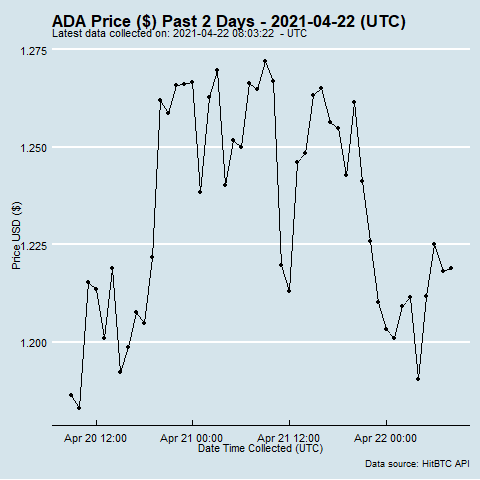 ADA Price ($) Past 2 Days - 2021-04-22 (UTC)
Latest data collected on: 2021-04-22 08:03:22 - UTC
1.275
1.250
1.225
1.200
Price USD ($)
Apr 20 12:00 Apr 21 00:00 Apr 21 12:00 Apr 22 00:00
Date Time Collected (UTC)
Data source: HitBTC API